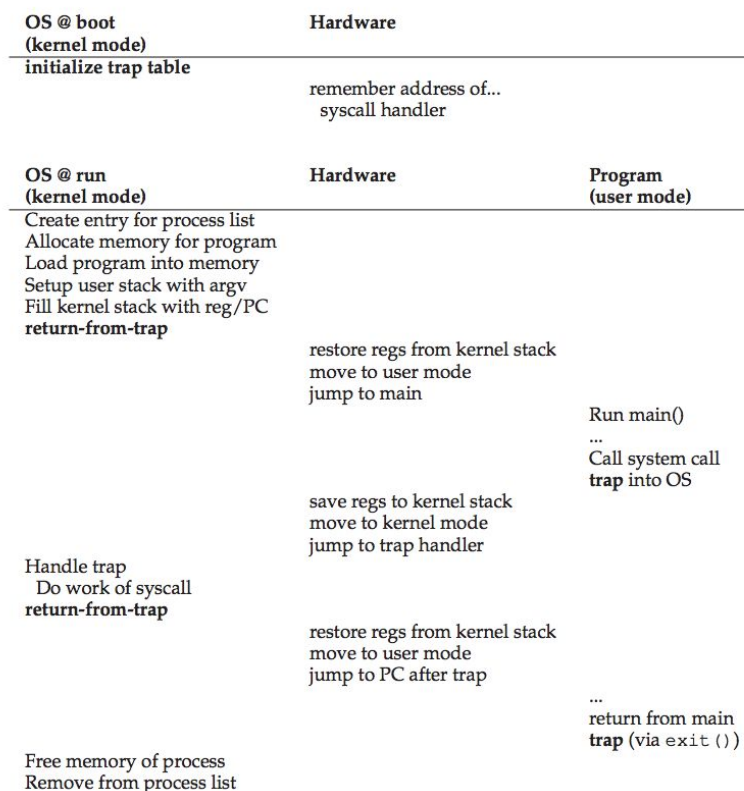 OS @ boot Hardware
(kernel mode)
initialize trap table
remember address of...
syscall handler
OS @ run Hardware Program
(kernel mode) (user mode)
Create entry for process list
Allocate memory for program
Load program into memory
Setup user stack with argv
Fill kernel stack with reg/PC
return-from-trap
restore regs from kernel stack
move to user mode
jump to main
Run main()
...
Call system call
trap into OS
save regs to kernel stack
move to kernel mode
jump to trap handler
Handle trap
Do work of syscall
return-from-trap
restore regs from kernel stack
move to user mode
jump to PC after trap
...
return from main
trap (via exit())
Free memory of process
Remove from process list